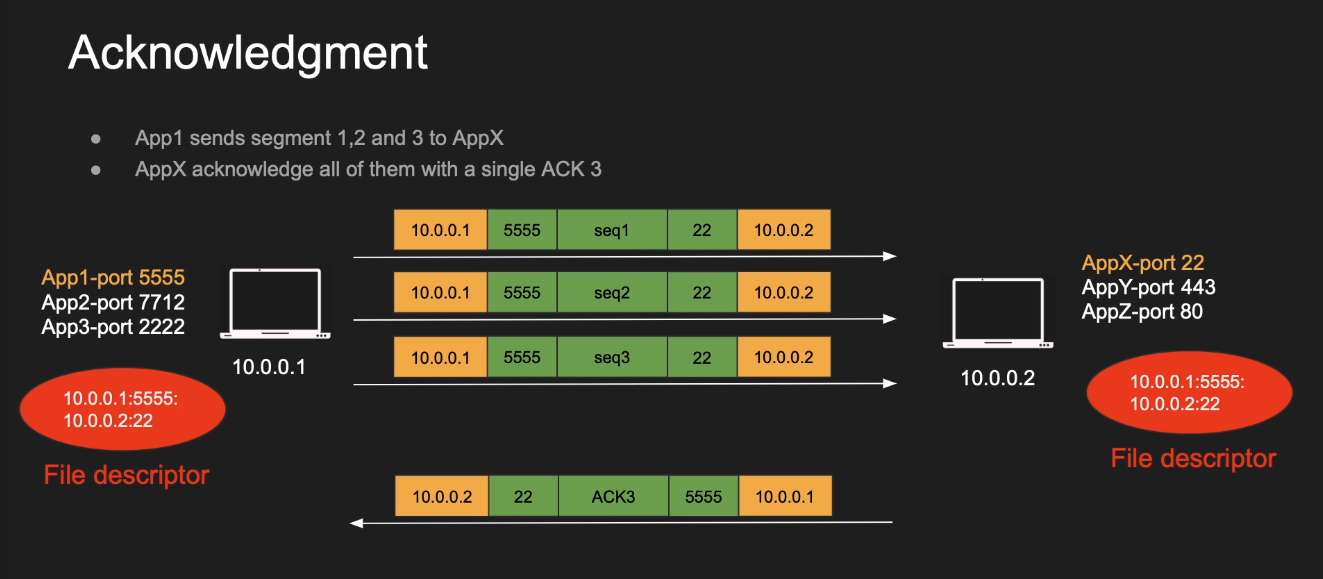 Acknowledgment
● App1 sends segment 1,2 and 3 to AppX
● AppX acknowledge all of them with a single ACK 3
10.0.0.1 5555 seq1 22 10.0.0.2
10.0.0.1 5555 seq2 22 10.0.0.2
10.0.0.1 5555 seq3 22 10.0.0.2
App1-port 5555
App2-port 7712
App3-port 2222
10.0.0.1
10.0.0.1:5555:
10.0.0.2:22
File descriptor
AppX-port 22
AppY-port 443
AppZ-port 80
10.0.0.2
10.0.0.1:5555:
10.0.0.2:22
File descriptor
10.0.0.2 22 ACK3 5555 10.0.0.1